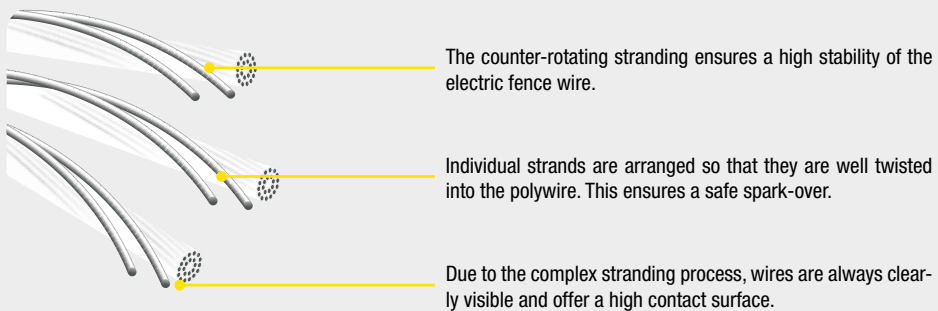 The counter-rotating stranding ensures a high stability of the
electric fence wire.
Individual strands are arranged so that they are well twisted
into the polywire. This ensures a safe spark-over.
Due to the complex stranding process, wires are always clear-
ly visible and offer a high contact surface.